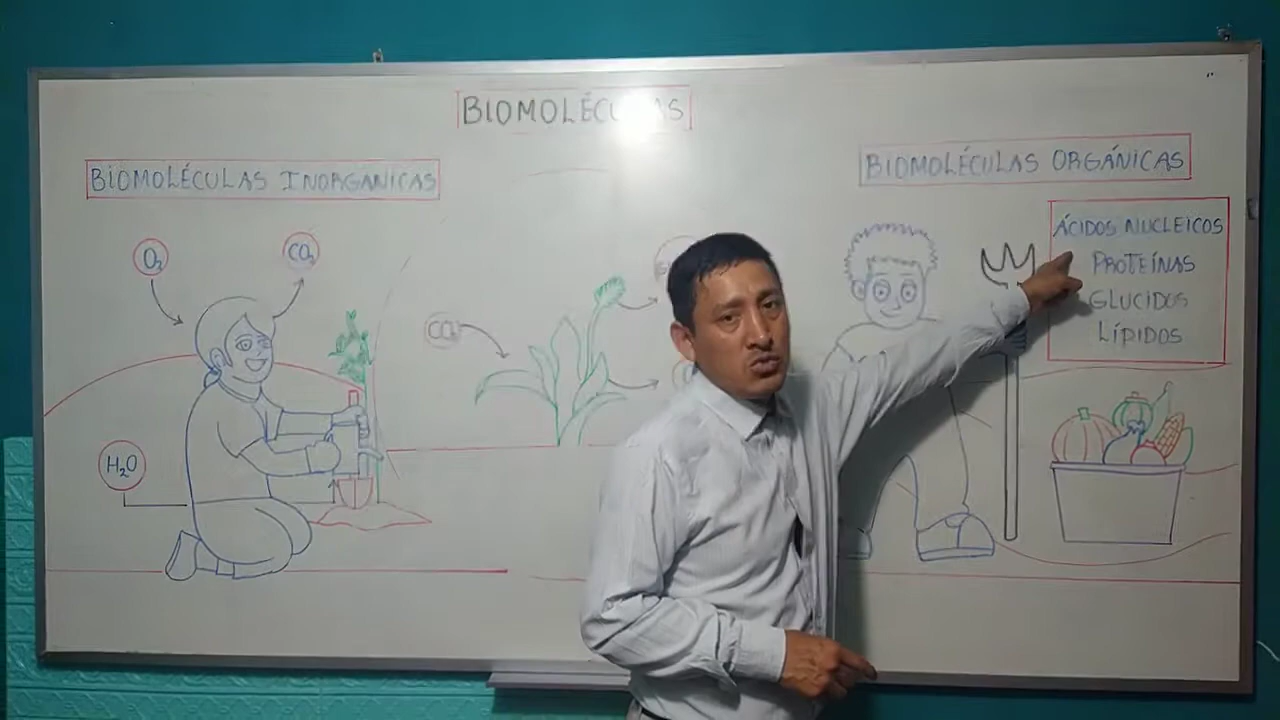 BIOMOLÉCULAS
BIOMOLÉCULAS INORGANICAS
BIOMOLÉCULAS ORGÁNICAS
O₂
CO₂
H₂O
CO₂
ÁCIDOS NUCLEICOS
PROTEÍNAS
GLUCIDOS
LÍPIDOS